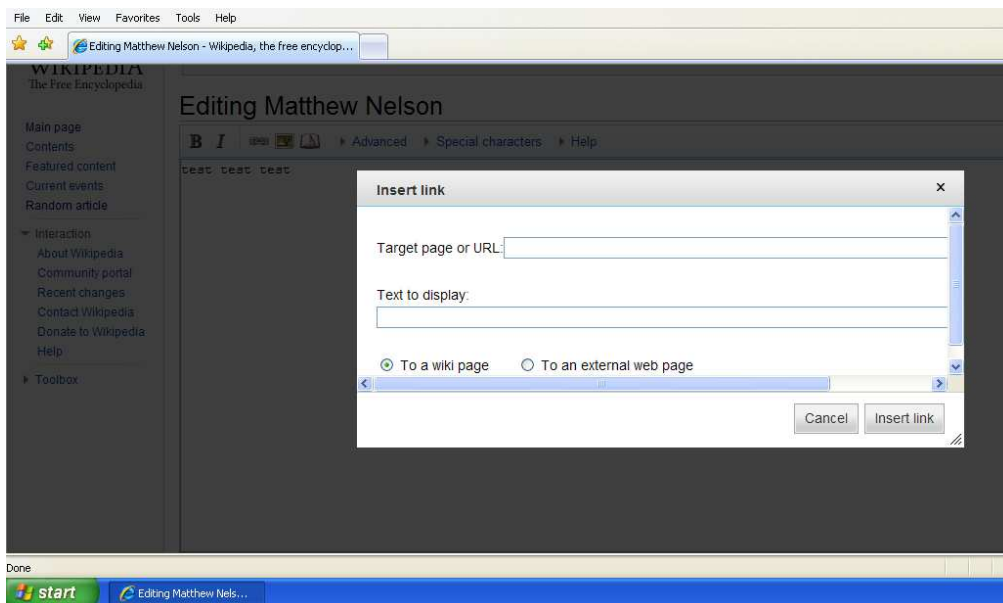 File Edit View Favorites Tools Help
Editing Matthew Nelson - Wikipedia, the free encyclop...
WIKIPEDIA
The Free Encyclopedia
Editing Matthew Nelson
Main page
Contents
Featured content
Current events
Random article
Interaction
About Wikipedia
Community portal
Recent changes
Contact Wikipedia
Donate to Wikipedia
Help
Toolbox
B I Advanced Special characters Help
test test test
Insert link x
Target page or URL:
Text to display:
To a wiki page To an external web page
Cancel Insert link
Done
start Editing Matthew Nels...